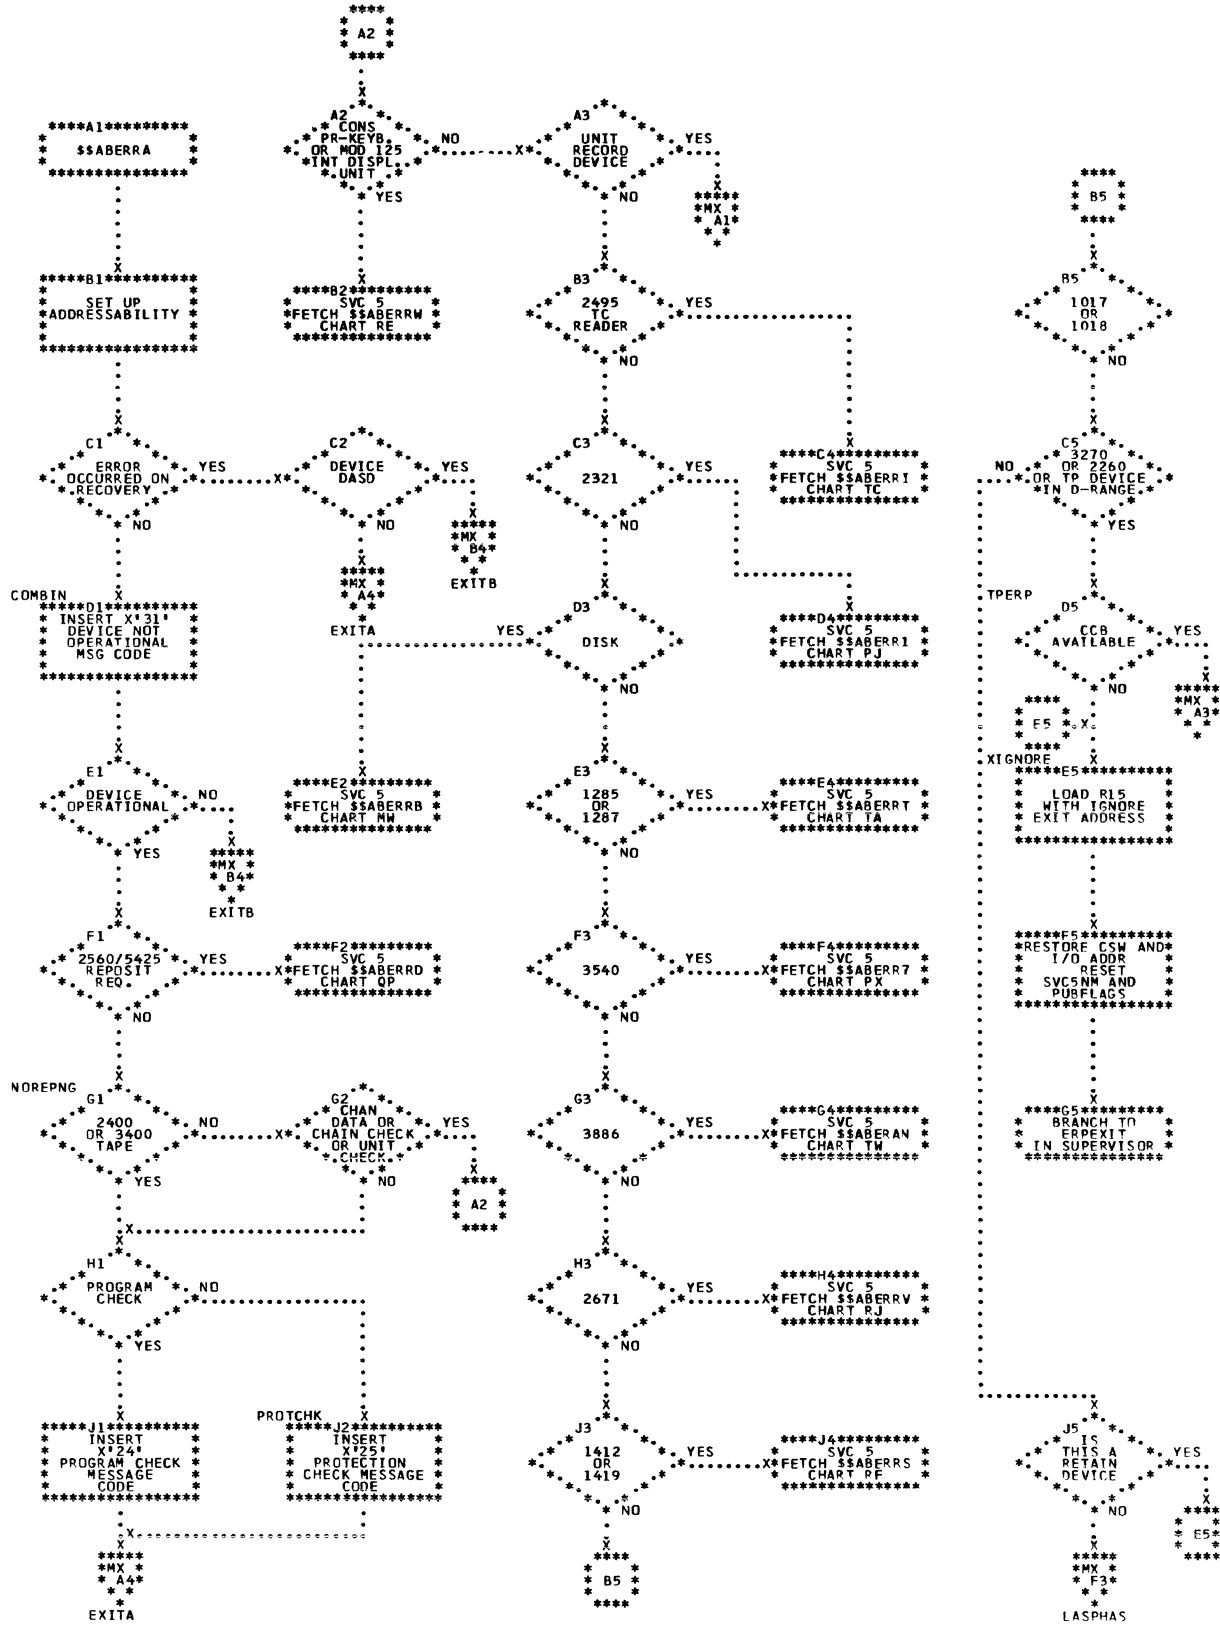 A2
A1
$$ABERRA
A2
CONS
PR-KEYB.
OR MOD 125
INT DISPL.
UNIT
NO
YES
A3
UNIT
RECORD
DEVICE
YES
NO
MX
A1
B5
B1
SET UP
ADDRESSABILITY
B2
SVC 5
FETCH $$ABERRW
CHART RE
B3
2495
TC
READER
YES
NO
B5
1017
OR
1018
NO
C1
ERROR
OCCURRED ON
RECOVERY
YES
NO
C2
DEVICE
DASD
YES
NO
MX
B4
EXITB
MX
A4
EXITA
C3
2321
YES
NO
C4
SVC 5
FETCH $$ABERRI
CHART TC
C5
3270
OR 2260
OR TP DEVICE
IN D-RANGE
NO
YES
COMBIN
D1
INSERT X'31'
DEVICE NOT
OPERATIONAL
MSG CODE
D3
DISK
YES
NO
D4
SVC 5
FETCH $$ABERR1
CHART PJ
TPERP
D5
CCB
AVAILABLE
YES
NO
MX
A3
E5
E1
DEVICE
OPERATIONAL
NO
YES
MX
B4
EXITB
E2
SVC 5
FETCH $$ABERRB
CHART MW
E3
1285
OR
1287
YES
NO
E4
SVC 5
FETCH $$ABERRT
CHART TA
XIGNORE
E5
LOAD R15
WITH IGNORE
EXIT ADDRESS
F1
2560/5425
REPOSIT
REQ.
YES
NO
F2
SVC 5
FETCH $$ABERRD
CHART QP
F3
3540
YES
NO
F4
SVC 5
FETCH $$ABERR7
CHART PX
F5
RESTORE CSW AND
I/O ADDR
RESET
SVC5NM AND
PUBFLAGS
NOREPNG
G1
2400
OR 3400
TAPE
NO
YES
G2
CHAN
DATA OR
CHAIN CHECK
OR UNIT
CHECK
YES
NO
A2
G3
3886
YES
NO
G4
SVC 5
FETCH $$ABERAN
CHART TW
G5
BRANCH TO
ERPEXIT
IN SUPERVISOR
H1
PROGRAM
CHECK
NO
YES
H3
2671
YES
NO
H4
SVC 5
FETCH $$ABERRV
CHART RJ
J1
INSERT
X'24'
PROGRAM CHECK
MESSAGE
CODE
PROTCHK
J2
INSERT
X'25'
PROTECTION
CHECK MESSAGE
CODE
J3
1412
OR
1419
YES
NO
J4
SVC 5
FETCH $$ABERRS
CHART RF
J5
IS
THIS A
RETAIN
DEVICE
YES
NO
E5
MX
A4
EXITA
B5
MX
F3
LASPHAS